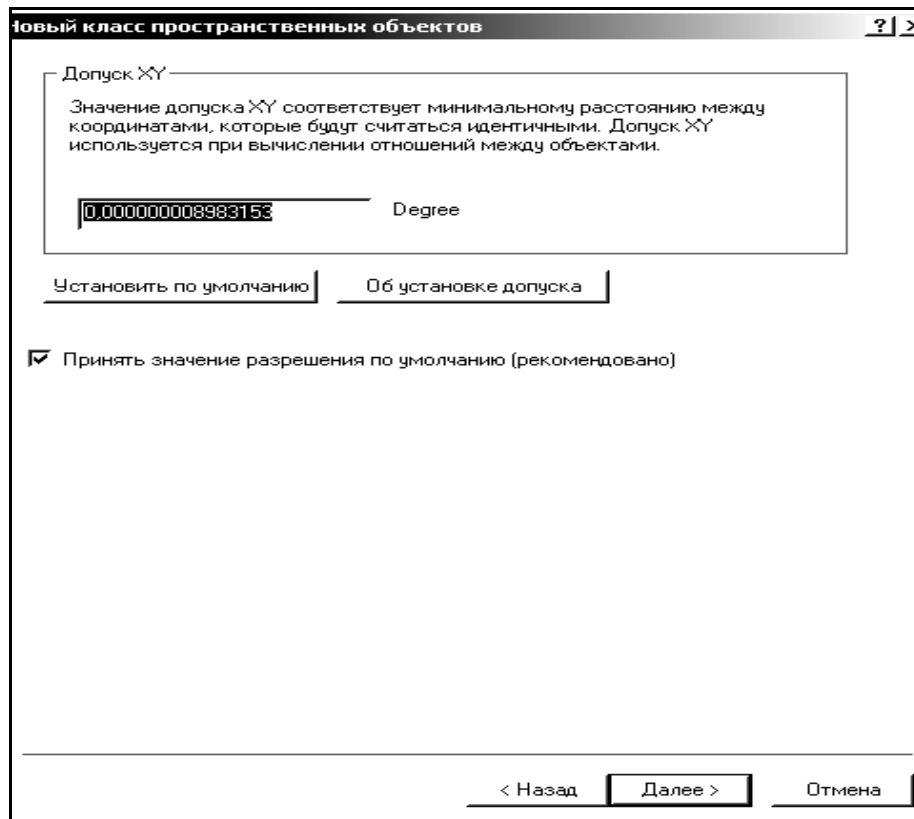 Новый класс пространственных объектов
Допуск XY
Значение допуска XY соответствует минимальному расстоянию между
координатами, которые будут считаться идентичными. Допуск XY
используется при вычислении отношений между объектами.
0,000000008983153 Degree
Установить по умолчанию Об установке допуска
Принять значение разрешения по умолчанию (рекомендовано)
< Назад Далее > Отмена